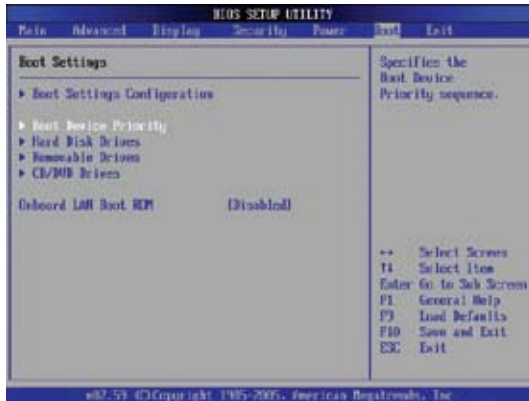 BIOS SETUP UTILITY
Main Advanced Display Security Power Boot Exit
Boot Settings
▶ Boot Settings Configuration
▶ Boot Device Priority
▶ Hard Disk Drives
▶ Removable Drives
▶ CD/DVD Drives
Onboard LAN Boot ROM [Disabled]
Specifies the
Boot Device
Priority sequence.
↔ Select Screen
↑↓ Select Item
Enter Go to Sub Screen
F1 General Help
F9 Load Defaults
F10 Save and Exit
ESC Exit
v02.59 (C)Copyright 1985-2005, American Megatrends, Inc